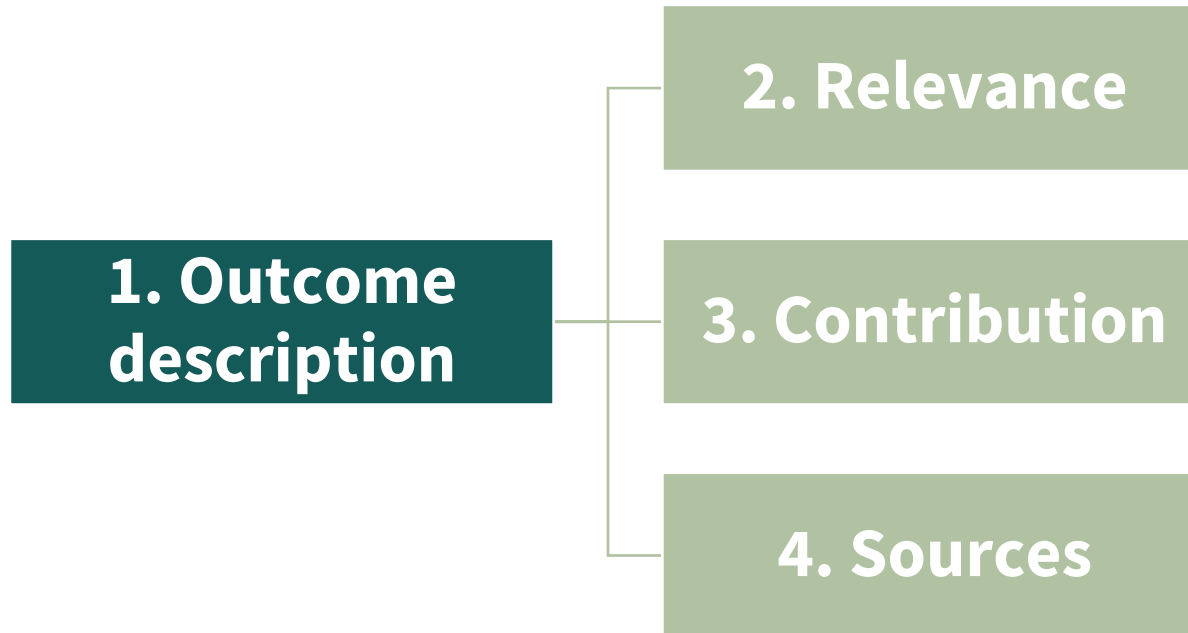 1. Outcome
description
2. Relevance
3. Contribution
4. Sources